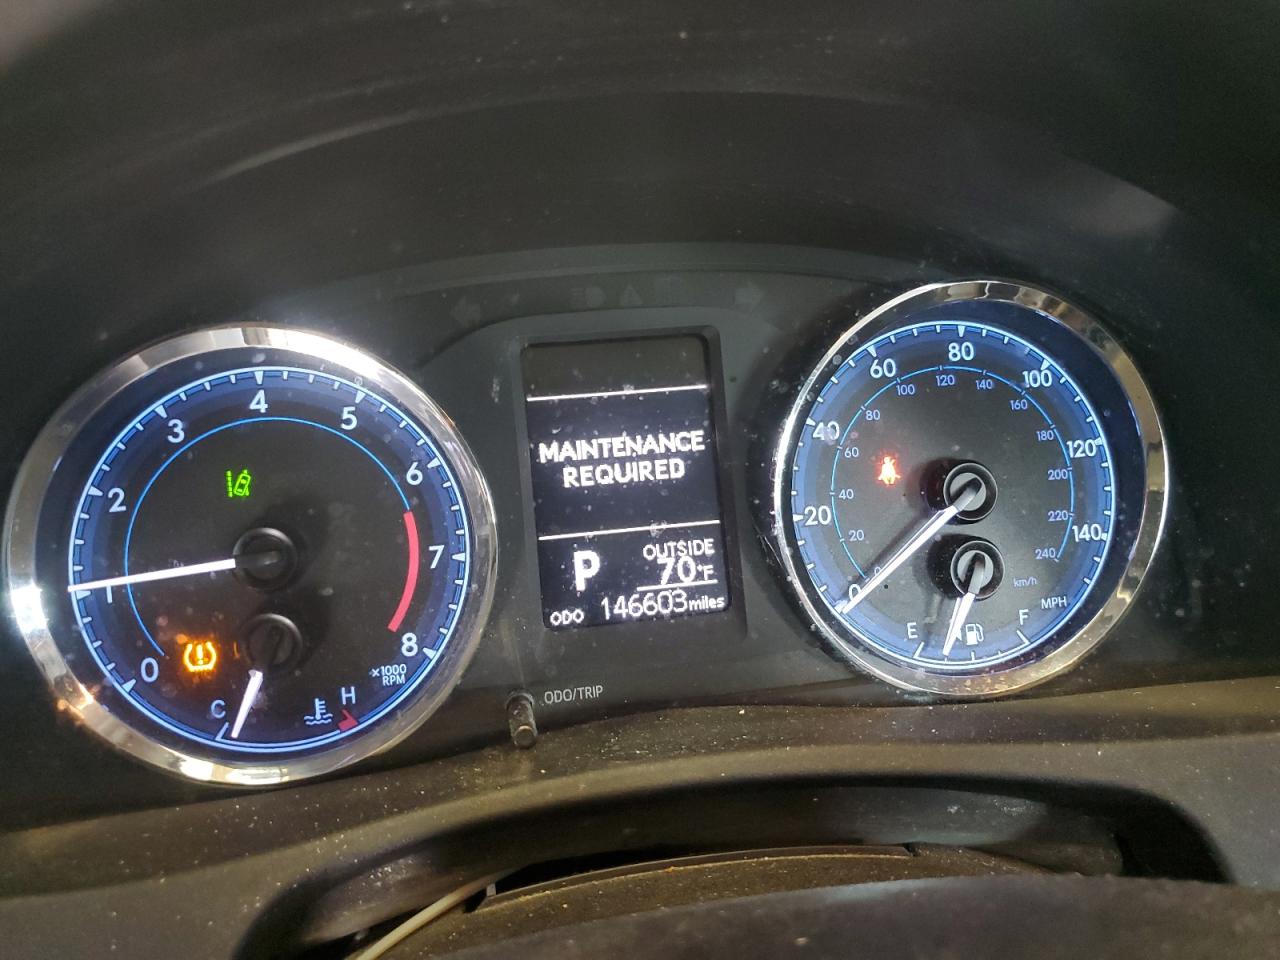 0
1
2
3
4
5
6
7
8
×1000
RPM
C
H
MAINTENANCE
REQUIRED
P
OUTSIDE
70°F
ODO 146603 miles
ODO/TRIP
0
20
40
60
80
100
120
140
MPH
0
20
40
60
80
100
120
140
160
180
200
220
240
km/h
E
F